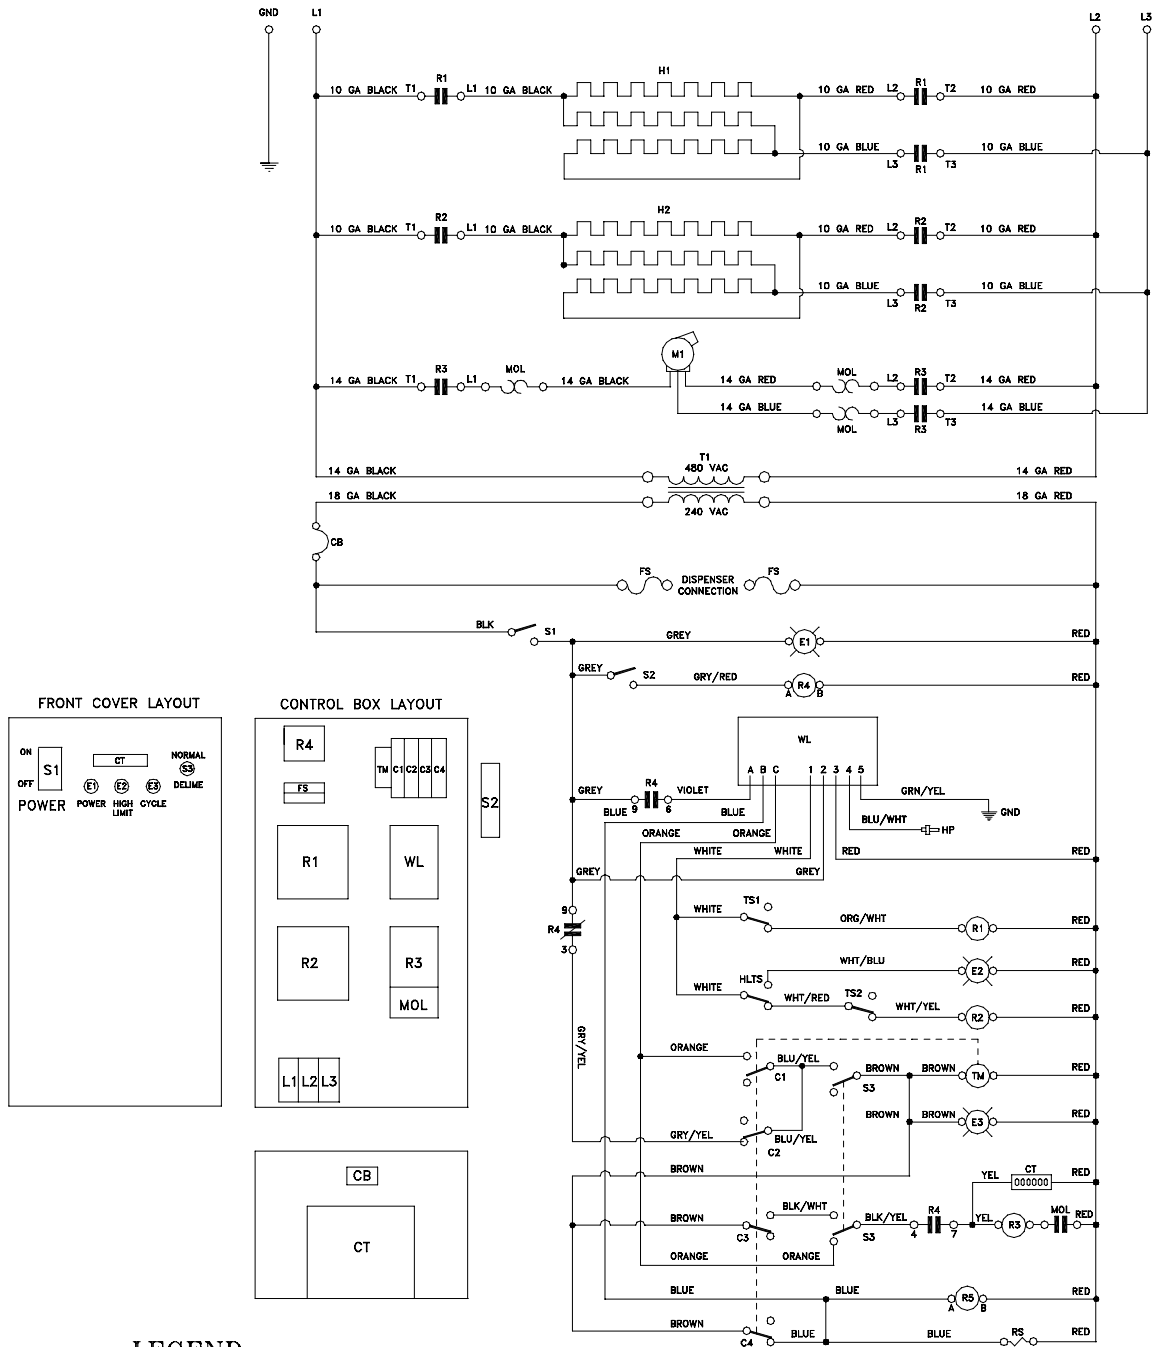 GND L1 L2 L3
H1
10 GA BLACK T1 R1 L1 10 GA BLACK 10 GA RED L2 R1 T2 10 GA RED
10 GA BLUE L3 R1 T3 10 GA BLUE
H2
10 GA BLACK T1 R2 L1 10 GA BLACK 10 GA RED L2 R2 T2 10 GA RED
10 GA BLUE L3 R2 T3 10 GA BLUE
M1
14 GA BLACK T1 R3 L1 MOL 14 GA BLACK 14 GA RED MOL L2 R3 T2 14 GA RED
14 GA BLUE MOL L3 R3 T3 14 GA BLUE
T1
14 GA BLACK 480 VAC 14 GA RED
18 GA BLACK 240 VAC 18 GA RED
CB
FS DISPENSER FS
CONNECTION
BLK S1 GREY E1 RED
GREY S2 GRY/RED A R4 B RED
WL
A B C 1 2 3 4 5
GREY 9 R4 6 VIOLET GRN/YEL GND
BLUE BLUE BLU/WHT HP
ORANGE ORANGE
WHITE WHITE RED RED
GREY GREY
9 R4 3
GRY/YEL
WHITE TS1 ORG/WHT R1 RED
WHT/BLU E2 RED
WHITE HLTS WHT/RED TS2 WHT/YEL R2 RED
ORANGE C1 BLU/YEL S3 BROWN BROWN TM RED
BROWN BROWN E3 RED
GRY/YEL C2 BLU/YEL
BROWN YEL CT 000000 RED
BROWN C3 BLK/WHT S3 BLK/YEL 4 R4 7 YEL R3 MOL RED
ORANGE ORANGE
BLUE BLUE A R5 B RED
BROWN C4 BLUE BLUE RS RED
FRONT COVER LAYOUT
ON S1 OFF
POWER
CT
E1 E2 E3
POWER HIGH LIMIT CYCLE
NORMAL
S3
DELIME
CONTROL BOX LAYOUT
R4 TM C1 C2 C3 C4
FS
S2
R1 WL
R2 R3
MOL
L1 L2 L3
CB
CT
LEGEND